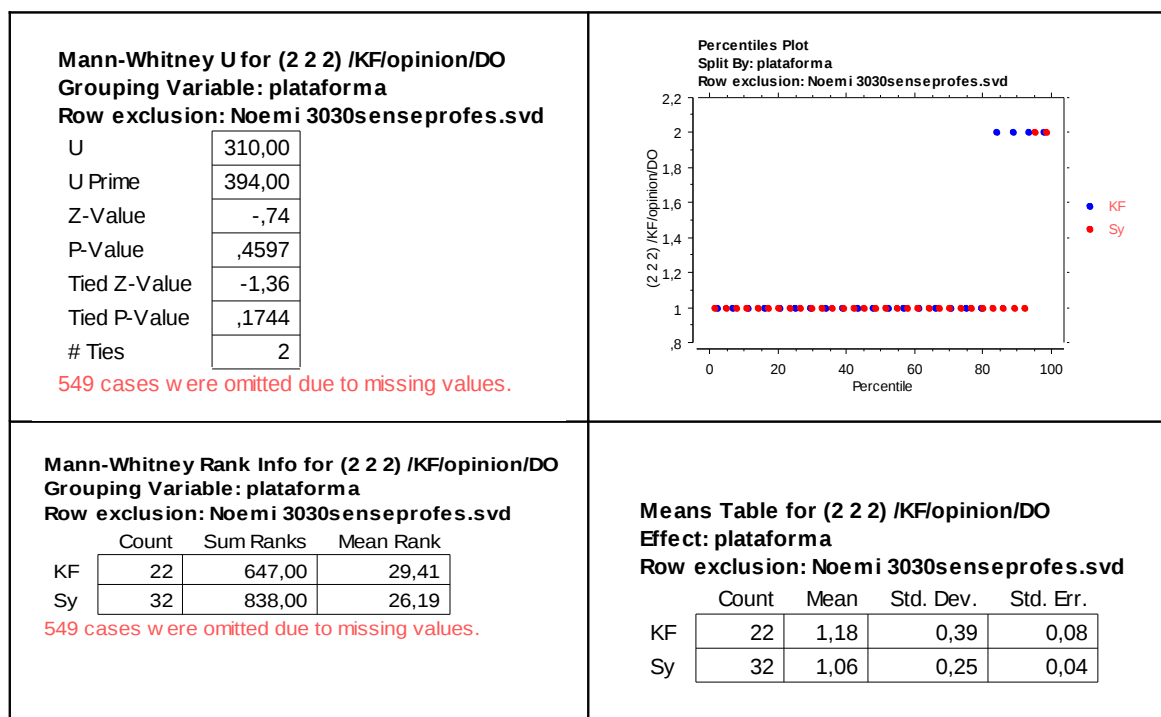 Mann-Whitney U for (2 2 2) /KF/opinion/DO
Grouping Variable: plataforma
Row exclusion: Noemi 3030senseprofes.svd
U 310,00
U Prime 394,00
Z-Value -,74
P-Value ,4597
Tied Z-Value -1,36
Tied P-Value ,1744
# Ties 2
549 cases were omitted due to missing values.
Percentiles Plot
Split By: plataforma
Row exclusion: Noemi 3030senseprofes.svd
(2 2 2) /KF/opinion/DO
2,2
2
1,8
1,6
1,4
1,2
1
,8
0 20 40 60 80 100
Percentile
KF
Sy
Mann-Whitney Rank Info for (2 2 2) /KF/opinion/DO
Grouping Variable: plataforma
Row exclusion: Noemi 3030senseprofes.svd
Count Sum Ranks Mean Rank
KF 22 647,00 29,41
Sy 32 838,00 26,19
549 cases were omitted due to missing values.
Means Table for (2 2 2) /KF/opinion/DO
Effect: plataforma
Row exclusion: Noemi 3030senseprofes.svd
Count Mean Std. Dev. Std. Err.
KF 22 1,18 0,39 0,08
Sy 32 1,06 0,25 0,04